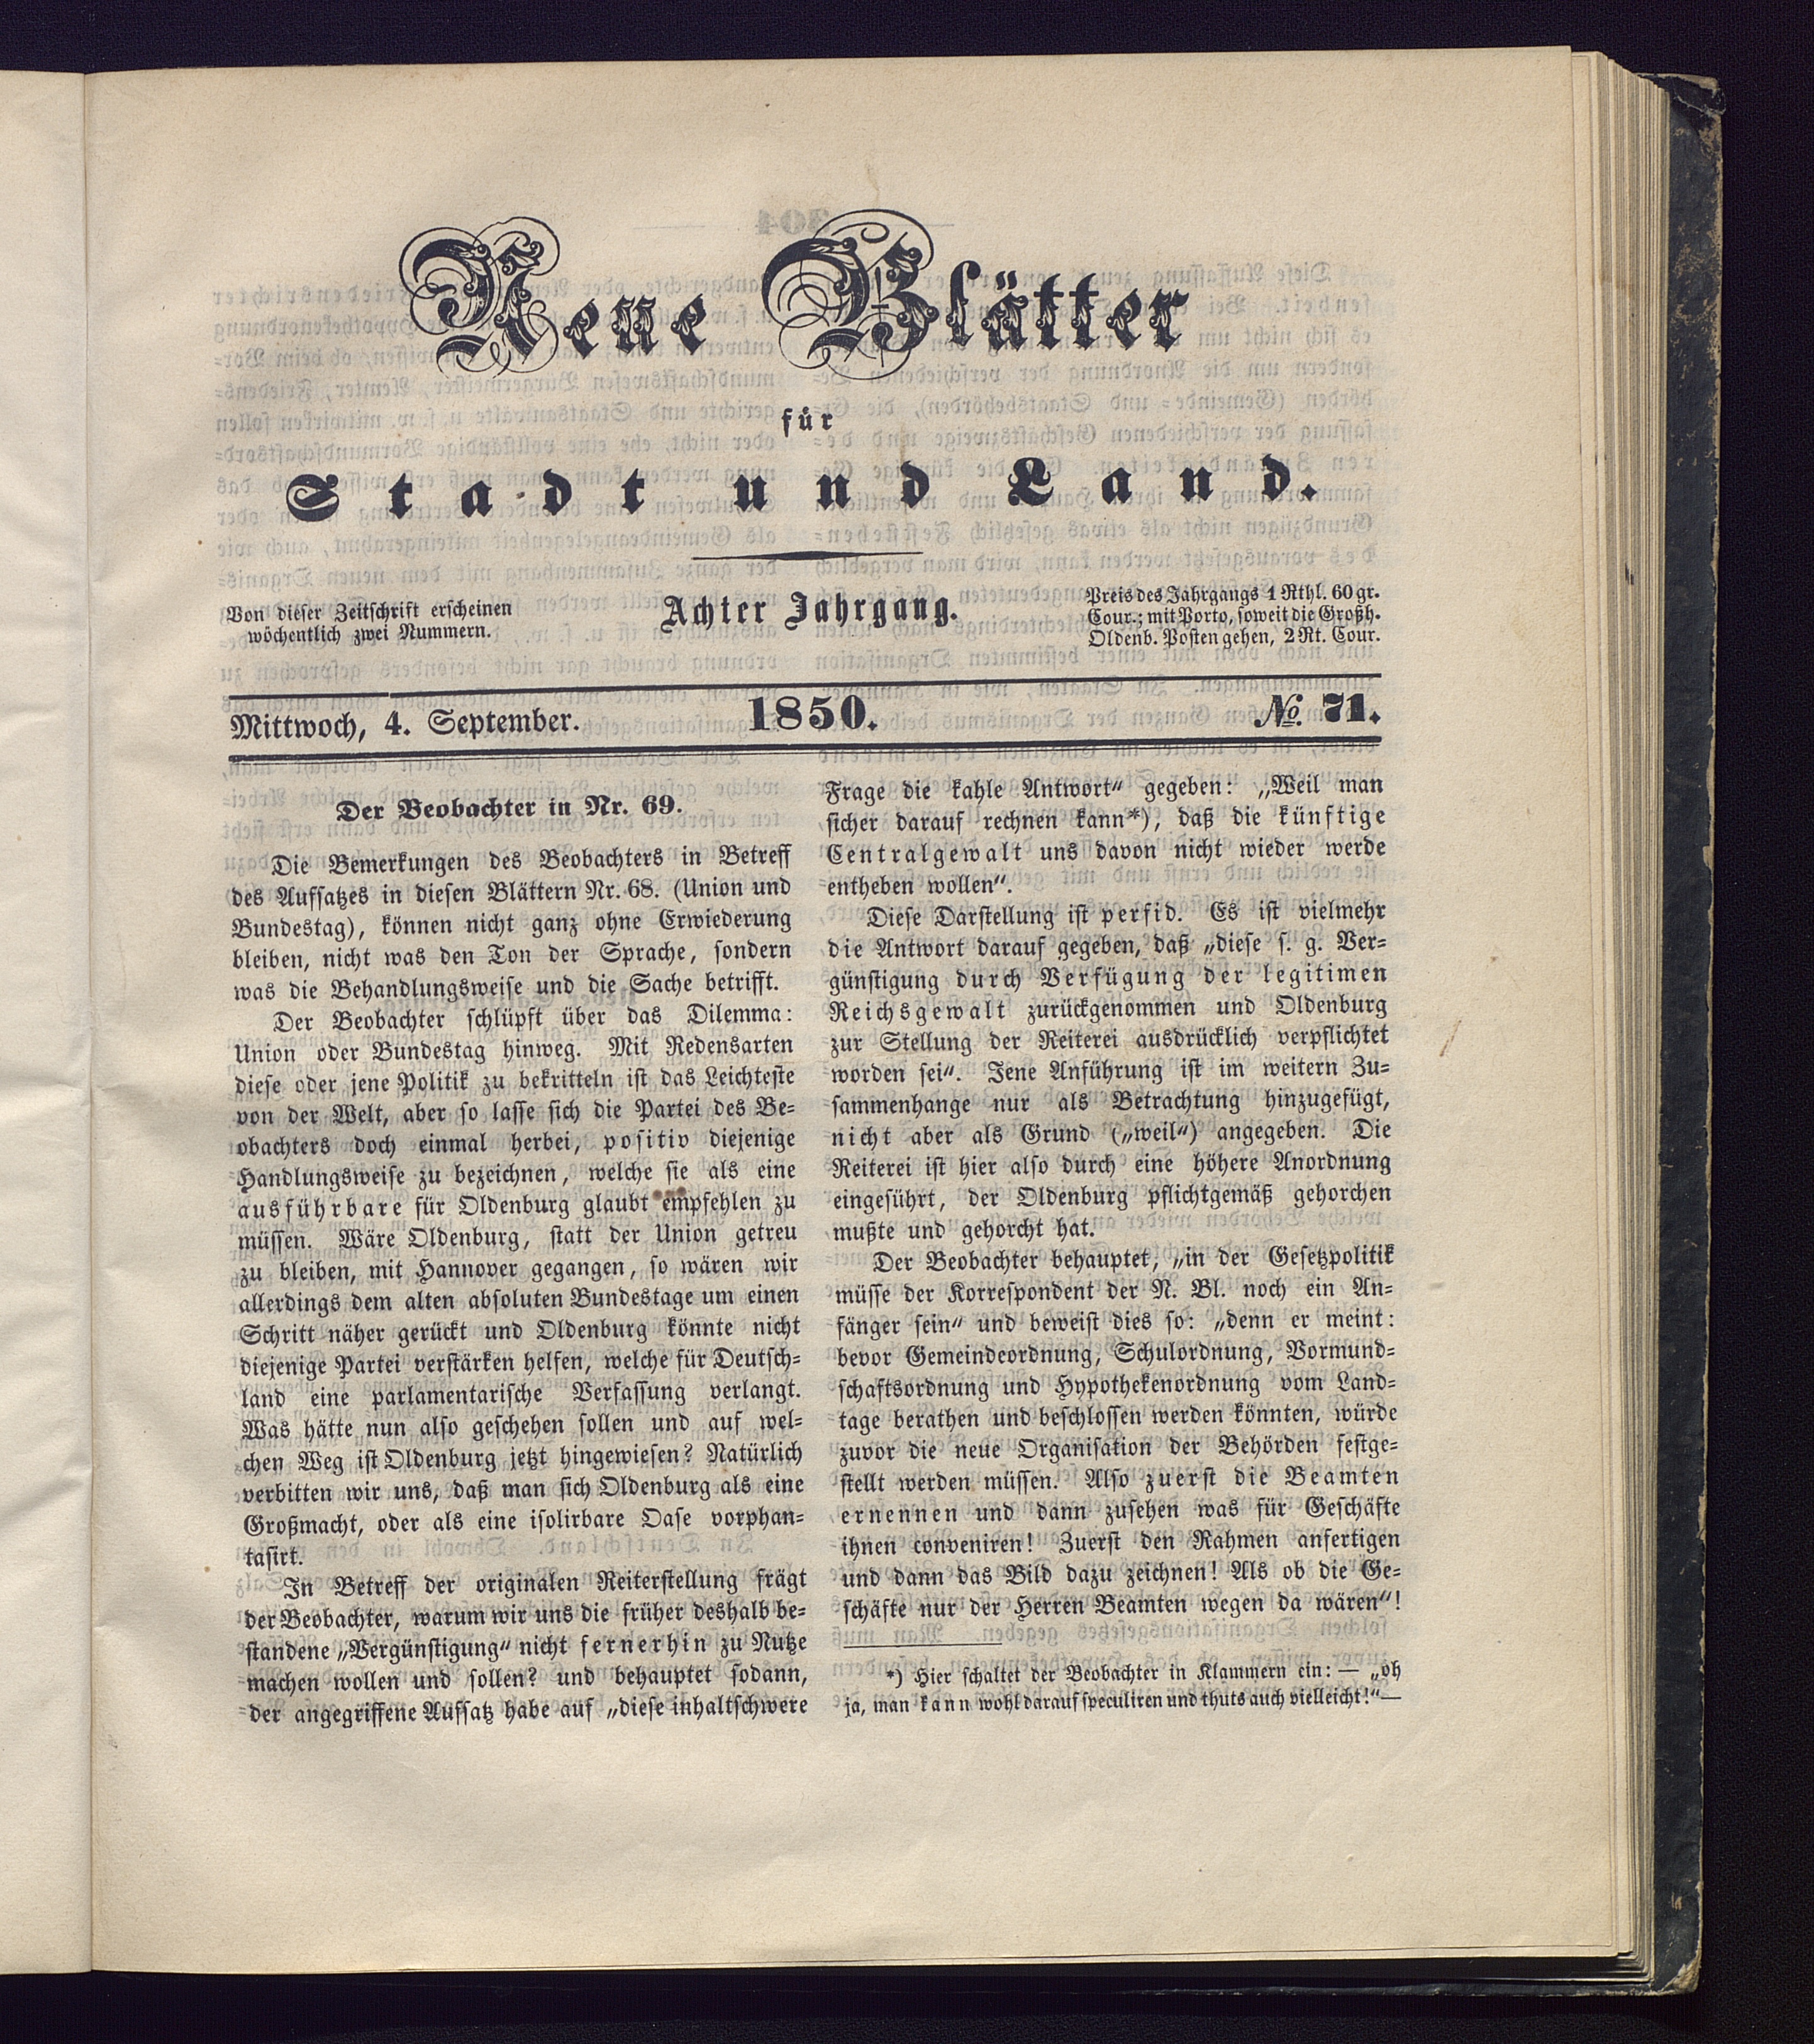 Neue Blätter
für
Stadt und Land.
Von dieser Zeitschrift erscheinen
wöchentlich zwei Nummern.
Achter Jahrgang.
Preis des Jahrgangs 1 Rthl. 60 gr.
Cour.; mit Porto, soweit die Großh.
Oldenb. Posten gehen, 2 Rt. Cour.
Mittwoch, 4. September. 1850. № 71.
Der Beobachter in Nr. 69.
Die Bemerkungen des Beobachters in Betreff
des Aufsatzes in diesen Blättern Nr. 68. (Union und
Bundestag), können nicht ganz ohne Erwiederung
bleiben, nicht was den Ton der Sprache, sondern
was die Behandlungsweise und die Sache betrifft.
Der Beobachter schlüpft über das Dilemma:
Union oder Bundestag hinweg. Mit Redensarten
diese oder jene Politik zu bekritteln ist das Leichteste
von der Welt, aber so lasse sich die Partei des Be-
obachters doch einmal herbei, positiv diejenige
Handlungsweise zu bezeichnen, welche sie als eine
ausführbare für Oldenburg glaubt empfehlen zu
müssen. Wäre Oldenburg, statt der Union getreu
zu bleiben, mit Hannover gegangen, so wären wir
allerdings dem alten absoluten Bundestage um einen
Schritt näher gerückt und Oldenburg könnte nicht
diejenige Partei verstärken helfen, welche für Deutsch-
land eine parlamentarische Verfassung verlangt.
Was hätte nun also geschehen sollen und auf wel-
chen Weg ist Oldenburg jetzt hingewiesen? Natürlich
verbitten wir uns, daß man sich Oldenburg als eine
Großmacht, oder als eine isolirbare Oase vorphan-
tasirt.
In Betreff der originalen Reiterstellung frägt
der Beobachter, warum wir uns die früher deshalb be-
standene „Vergünstigung“ nicht fernerhin zu Nutze
machen wollen und sollen? und behauptet sodann,
der angegriffene Aufsatz habe auf „diese inhaltschwere
Frage die kahle Antwort“ gegeben: „Weil man
sicher darauf rechnen kann*), daß die künftige
Centralgewalt uns davon nicht wieder werde
entheben wollen“.
Diese Darstellung ist perfid. Es ist vielmehr
die Antwort darauf gegeben, daß „diese s. g. Ver-
günstigung durch Verfügung der legitimen
Reichsgewalt zurückgenommen und Oldenburg
zur Stellung der Reiterei ausdrücklich verpflichtet
worden sei“. Jene Anführung ist im weitern Zu-
sammenhange nur als Betrachtung hinzugefügt,
nicht aber als Grund („weil“) angegeben. Die
Reiterei ist hier also durch eine höhere Anordnung
eingeführt, der Oldenburg pflichtgemäß gehorchen
mußte und gehorcht hat.
Der Beobachter behauptet, „in der Gesetzpolitik
müsse der Korrespondent der N. Bl. noch ein An-
fänger sein“ und beweist dies so: „denn er meint:
bevor Gemeindeordnung, Schulordnung, Vormund-
schaftsordnung und Hypothekenordnung vom Land-
tage berathen und beschlossen werden könnten, würde
zuvor die neue Organisation der Behörden festge-
stellt werden müssen. Also zuerst die Beamten
ernennen und dann zusehen was für Geschäfte
ihnen conveniren! Zuerst den Rahmen anfertigen
und dann das Bild dazu zeichnen! Als ob die Ge-
schäfte nur der Herren Beamten wegen da wären“!
*) Hier schaltet der Beobachter in Klammern ein: — „oh
ja, man kann wohl darauf speculiren und thuts auch vielleicht!“—